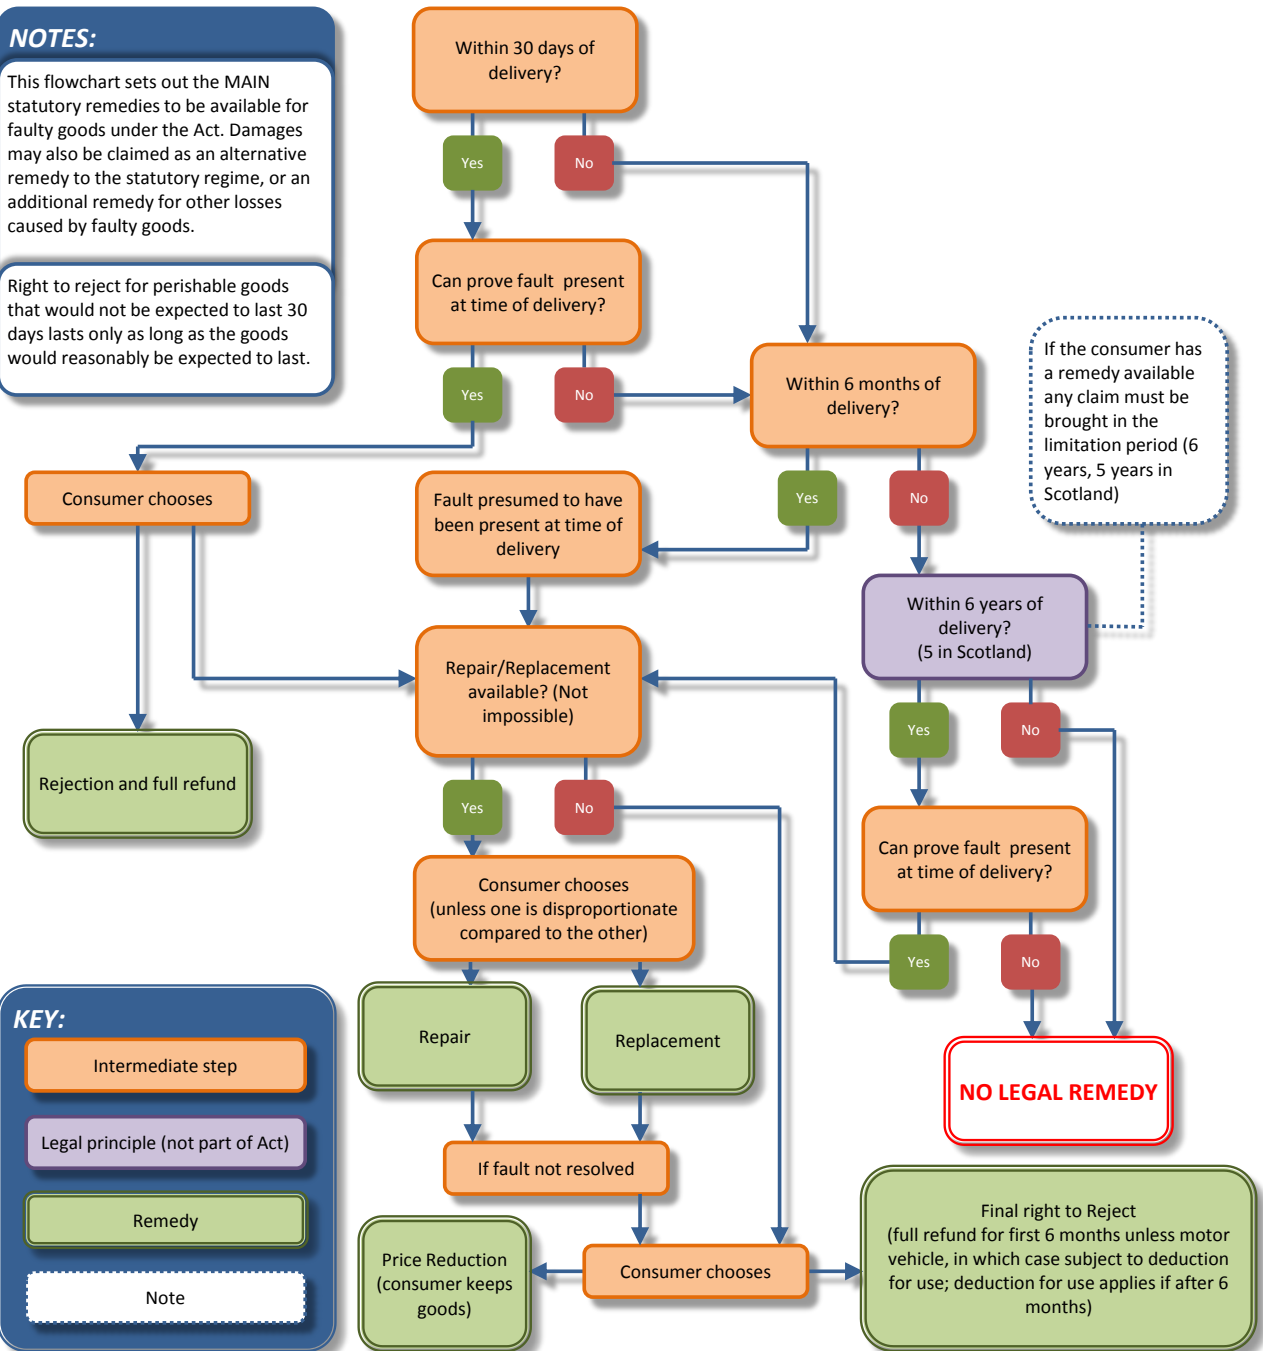 NOTES:
This flowchart sets out the MAIN
statutory remedies to be available for
faulty goods under the Act. Damages
may also be claimed as an alternative
remedy to the statutory regime, or an
additional remedy for other losses
caused by faulty goods.
Right to reject for perishable goods
that would not be expected to last 30
days lasts only as long as the goods
would reasonably be expected to last.
Within 30 days of
delivery?
Yes
No
Can prove fault present
at time of delivery?
Yes
No
Within 6 months of
delivery?
If the consumer has
a remedy available
any claim must be
brought in the
limitation period (6
years, 5 years in
Scotland)
Consumer chooses
Fault presumed to have
been present at time of
delivery
Yes
No
Within 6 years of
delivery?
(5 in Scotland)
Repair/Replacement
available? (Not
impossible)
Yes
No
Rejection and full refund
Yes
No
Can prove fault present
at time of delivery?
Consumer chooses
(unless one is disproportionate
compared to the other)
Yes
No
Repair
Replacement
NO LEGAL REMEDY
If fault not resolved
Price Reduction
(consumer keeps
goods)
Consumer chooses
Final right to Reject
(full refund for first 6 months unless motor
vehicle, in which case subject to deduction
for use; deduction for use applies if after 6
months)
KEY:
Intermediate step
Legal principle (not part of Act)
Remedy
Note